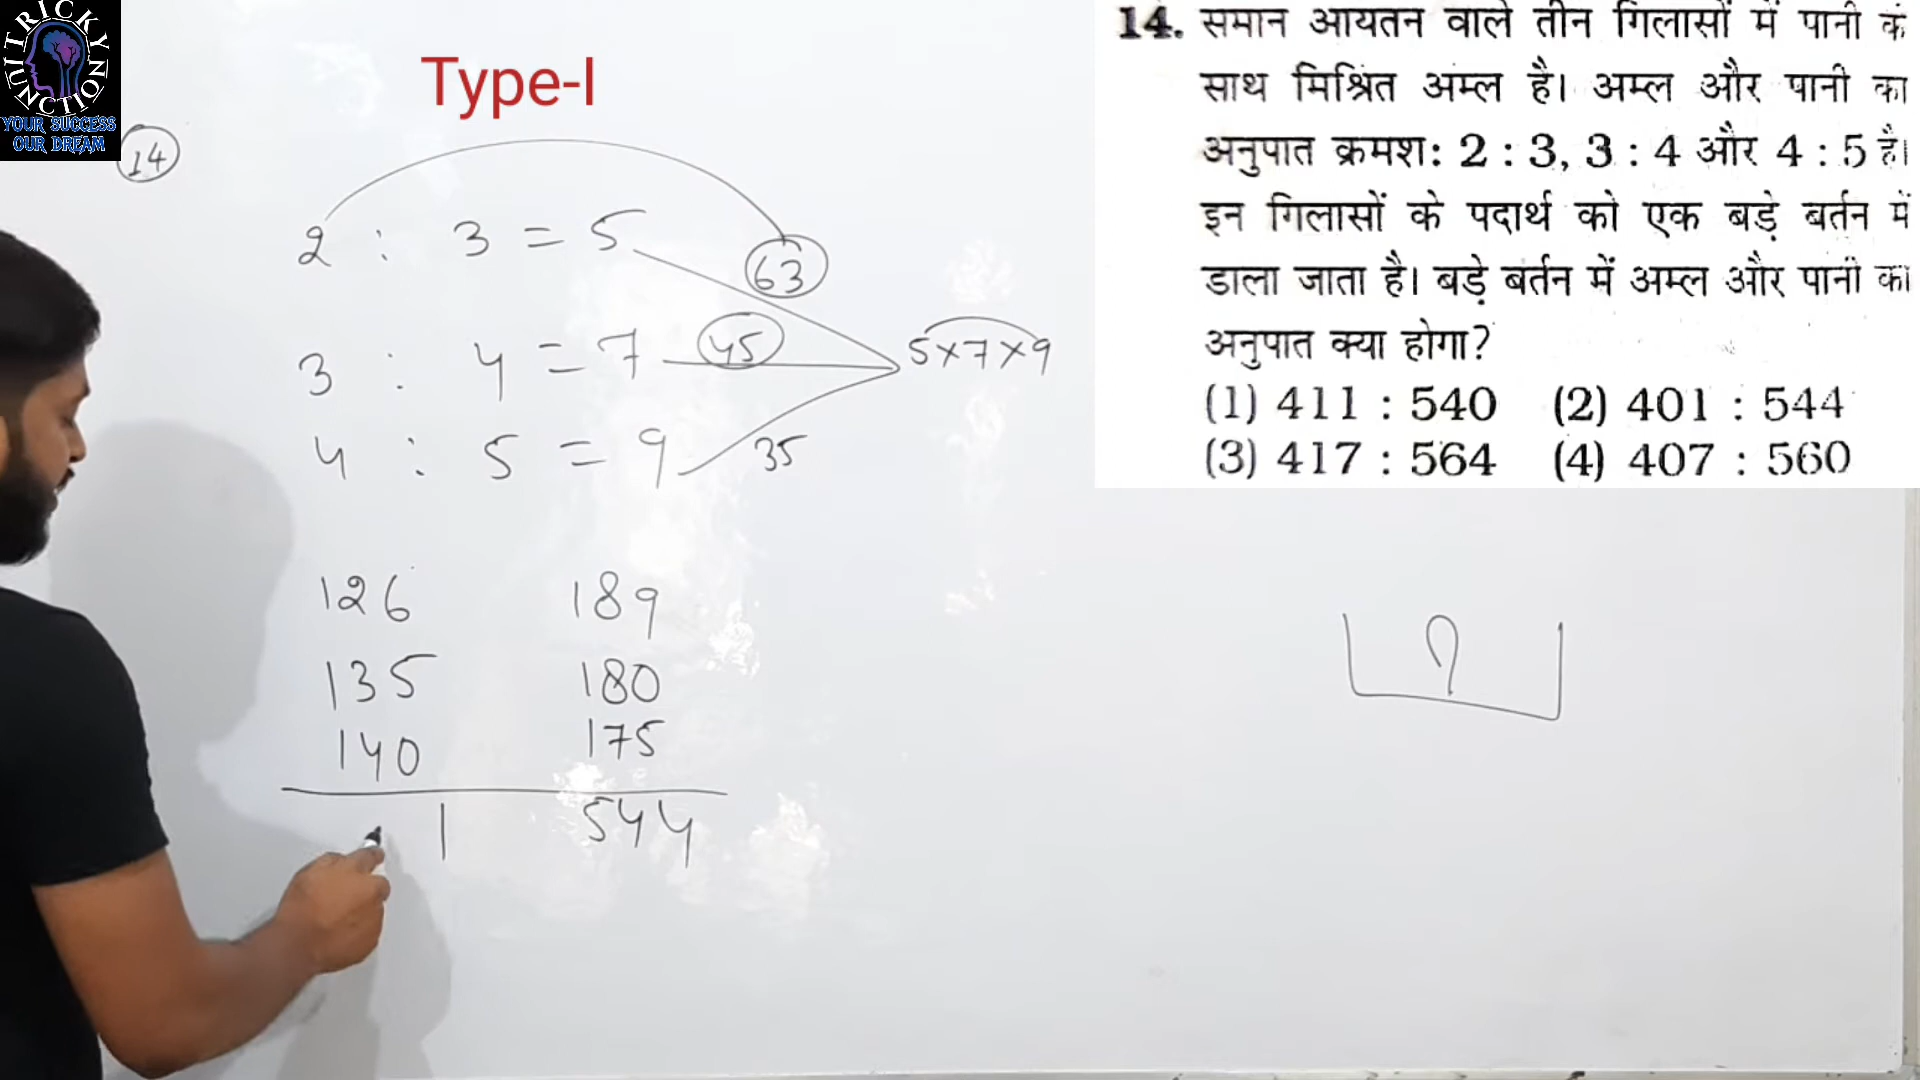 TRICKY NUIT JUNCTION
YOUR SUCCESS
OUR DREAM
Type-I
14
2 : 3 = 5
63
3 : 4 = 7
45
5×7×9
4 : 5 = 9
35
126 189
135 180
140 175
1 544
14. समान आयतन वाले तीन गिलासों में पानी के
साथ मिश्रित अम्ल है। अम्ल और पानी का
अनुपात क्रमशः 2 : 3, 3 : 4 और 4 : 5 है।
इन गिलासों के पदार्थ को एक बड़े बर्तन में
डाला जाता है। बड़े बर्तन में अम्ल और पानी का
अनुपात क्या होगा?
(1) 411 : 540 (2) 401 : 544
(3) 417 : 564 (4) 407 : 560